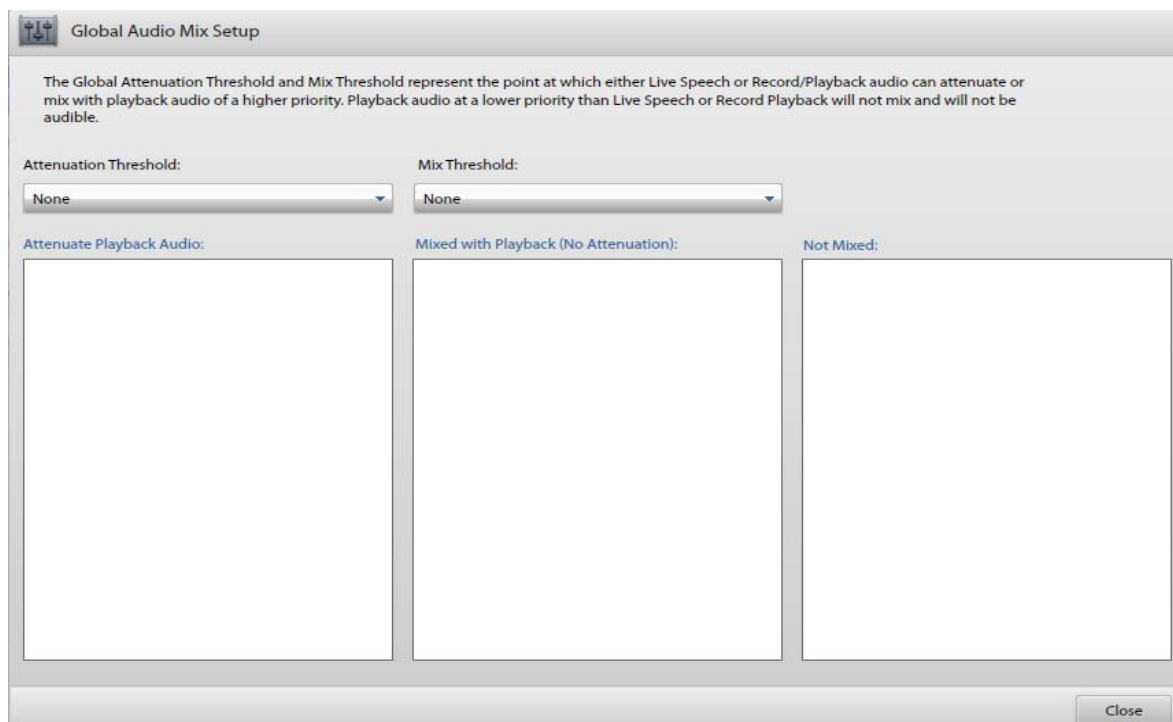 Global Audio Mix Setup
The Global Attenuation Threshold and Mix Threshold represent the point at which either Live Speech or Record/Playback audio can attenuate or
mix with playback audio of a higher priority. Playback audio at a lower priority than Live Speech or Record Playback will not mix and will not be
audible.
Attenuation Threshold:
Mix Threshold:
None
None
Attenuate Playback Audio:
Mixed with Playback (No Attenuation):
Not Mixed:
Close